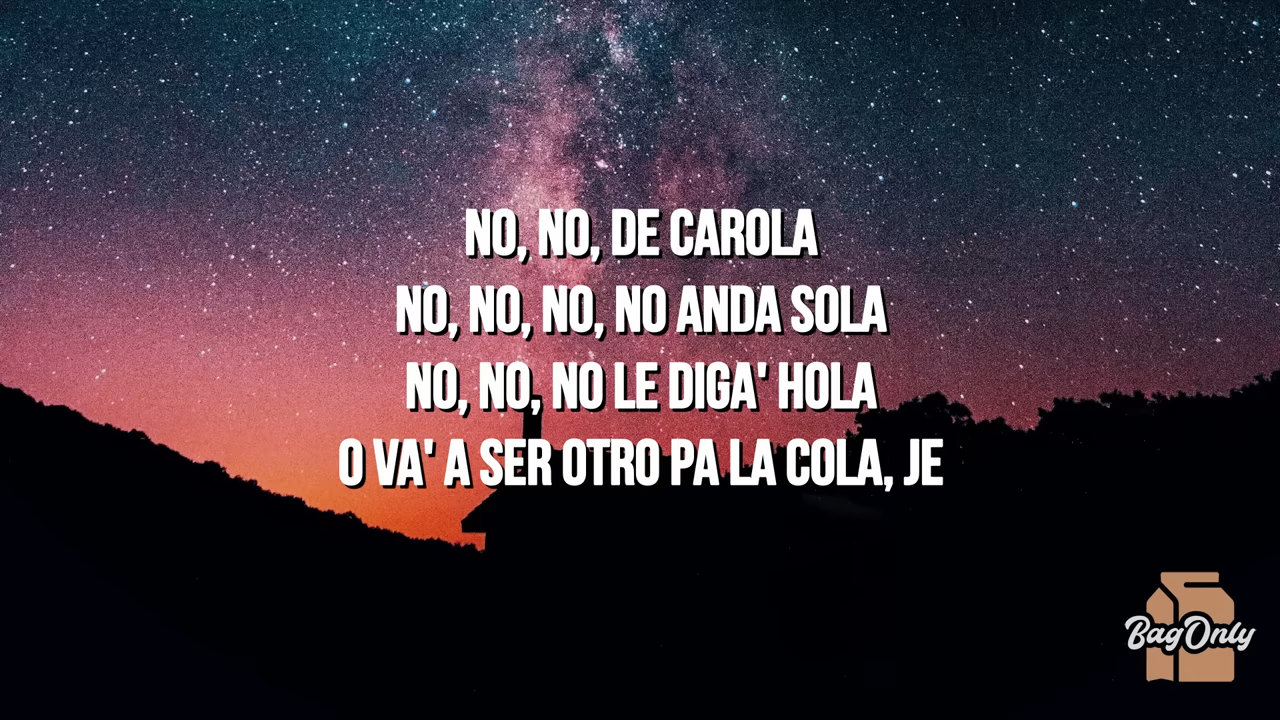 NO, NO, DE CAROLA
NO, NO, NO, NO ANDA SOLA
NO, NO, NO LE DIGA' HOLA
O VA' A SER OTRO PA LA COLA, JE
BagOnly